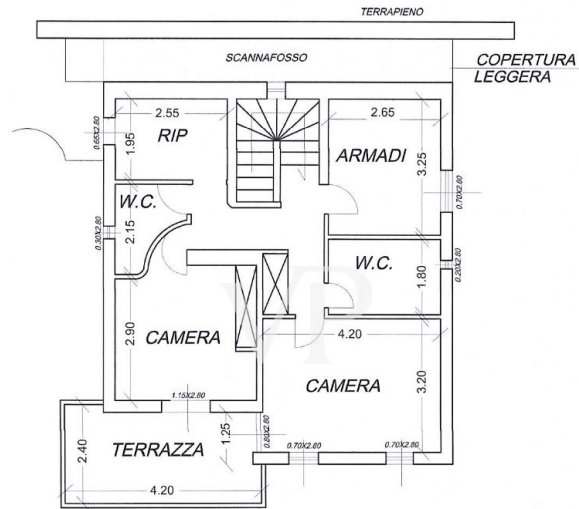 TERRAPIENO
SCANNAFOSSO
COPERTURA
LEGGERA
2.55
2.65
0.65X2.80
1.95
RIP
ARMADI
3.25
0.70X2.80
W.C.
2.15
0.30X2.80
W.C.
1.80
0.20X2.80
VP
2.90
CAMERA
4.20
CAMERA
3.20
1.15X2.80
2.40
TERRAZZA
1.25
0.80X2.80
0.70X2.80
0.70X2.80
4.20